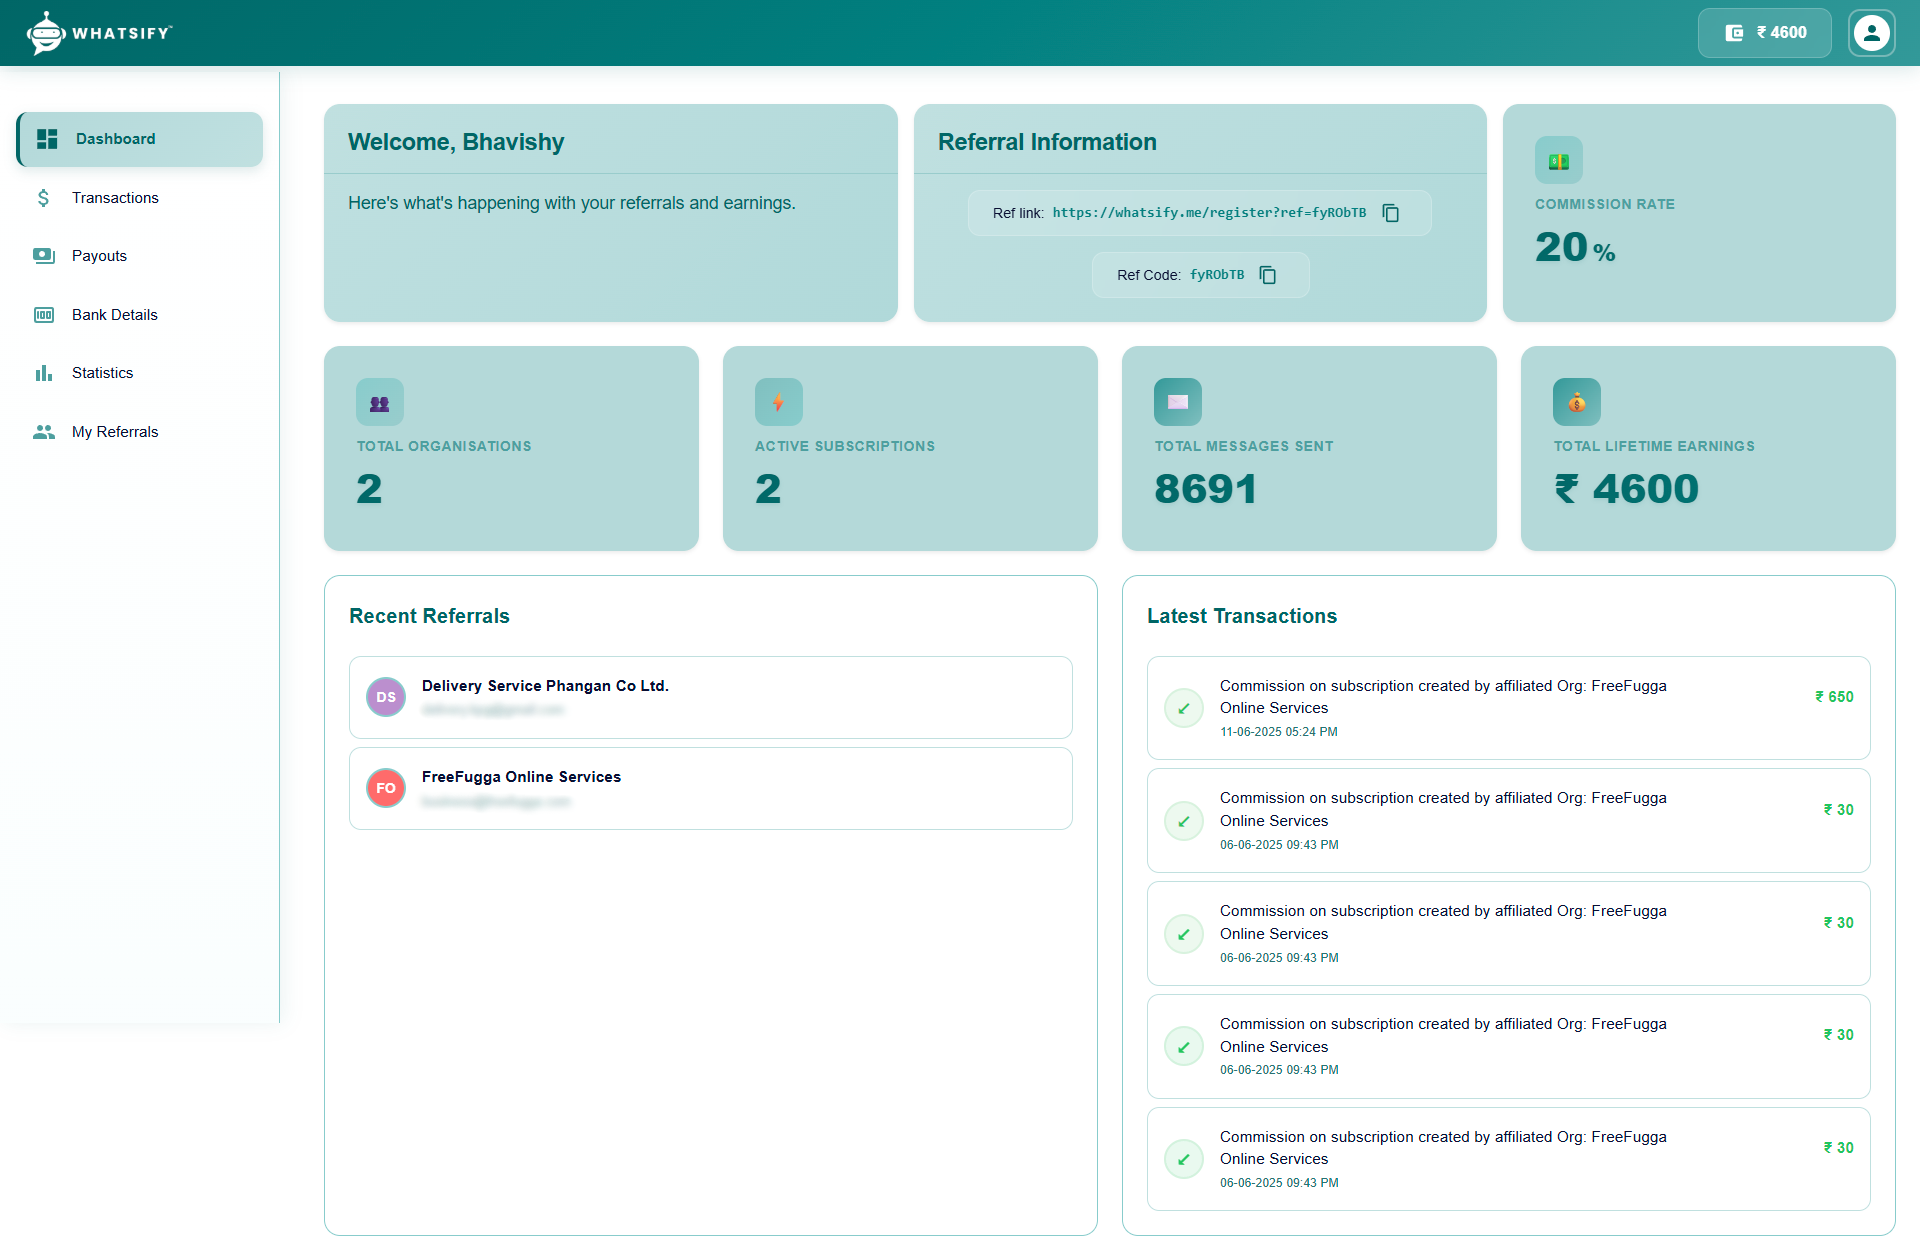 WHATSIFY™
₹ 4600
Dashboard
Transactions
Payouts
Bank Details
Statistics
My Referrals
Welcome, Bhavishy
Here's what's happening with your referrals and earnings.
Referral Information
Ref link: https://whatsify.me/register?ref=fyRObTB
Ref Code: fyRObTB
COMMISSION RATE
20 %
TOTAL ORGANISATIONS
2
ACTIVE SUBSCRIPTIONS
2
TOTAL MESSAGES SENT
8691
TOTAL LIFETIME EARNINGS
₹ 4600
Recent Referrals
DS
Delivery Service Phangan Co Ltd.
FO
FreeFugga Online Services
Latest Transactions
Commission on subscription created by affiliated Org: FreeFugga
Online Services
11-06-2025 05:24 PM
₹ 650
Commission on subscription created by affiliated Org: FreeFugga
Online Services
06-06-2025 09:43 PM
₹ 30
Commission on subscription created by affiliated Org: FreeFugga
Online Services
06-06-2025 09:43 PM
₹ 30
Commission on subscription created by affiliated Org: FreeFugga
Online Services
06-06-2025 09:43 PM
₹ 30
Commission on subscription created by affiliated Org: FreeFugga
Online Services
06-06-2025 09:43 PM
₹ 30